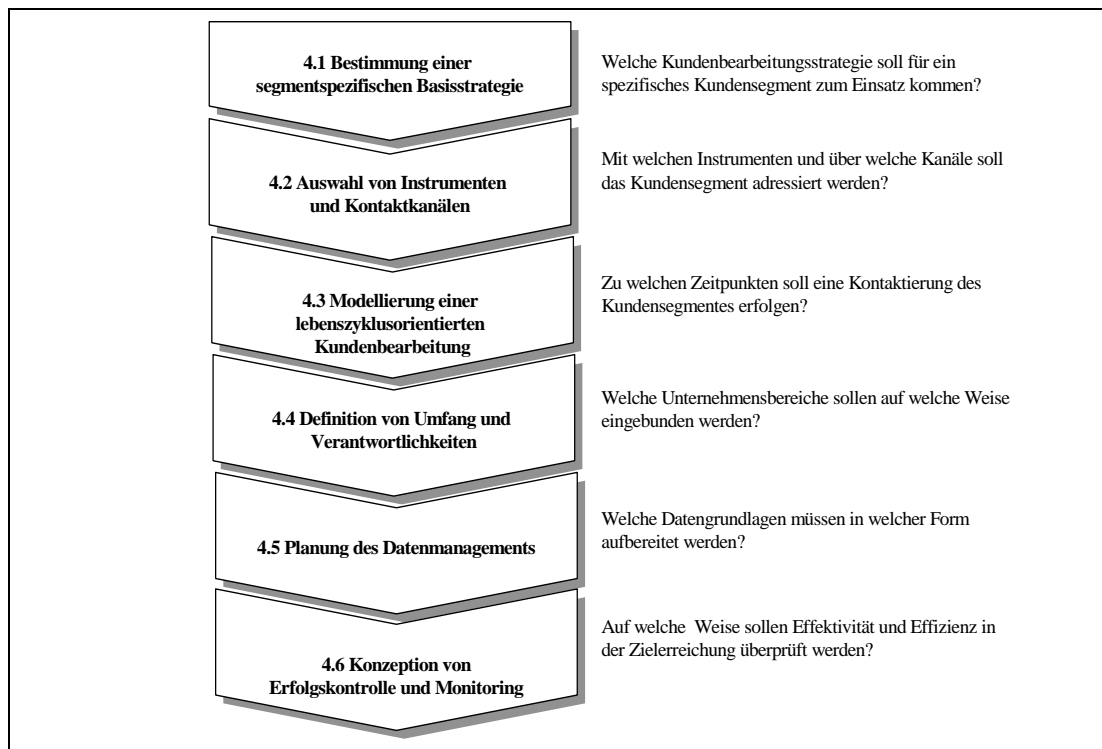 4.1 Bestimmung einer
segmentspezifischen Basisstrategie
Welche Kundenbearbeitungsstrategie soll für ein
spezifisches Kundensegment zum Einsatz kommen?
4.2 Auswahl von Instrumenten
und Kontaktkanälen
Mit welchen Instrumenten und über welche Kanäle soll
das Kundensegment adressiert werden?
4.3 Modellierung einer
lebenszyklusorientierten
Kundenbearbeitung
Zu welchen Zeitpunkten soll eine Kontaktierung des
Kundensegmentes erfolgen?
4.4 Definition von Umfang und
Verantwortlichkeiten
Welche Unternehmensbereiche sollen auf welche Weise
eingebunden werden?
4.5 Planung des Datenmanagements
Welche Datengrundlagen müssen in welcher Form
aufbereitet werden?
4.6 Konzeption von
Erfolgskontrolle und Monitoring
Auf welche Weise sollen Effektivität und Effizienz in
der Zielerreichung überprüft werden?